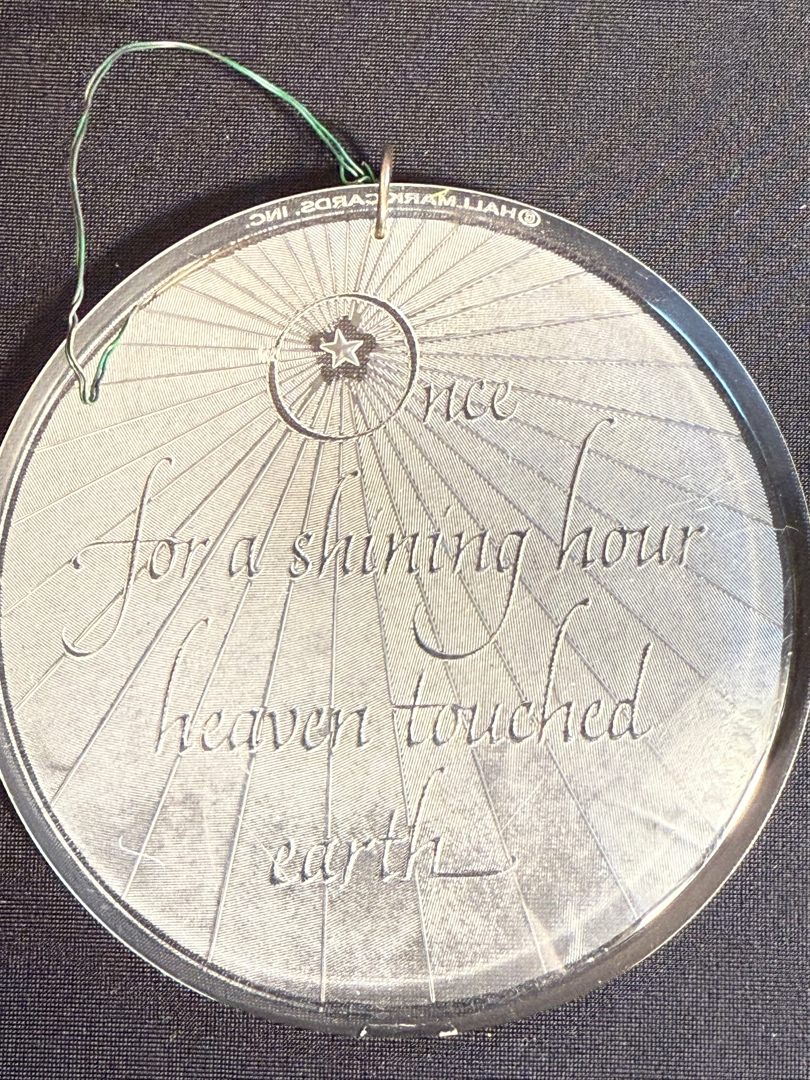 © HALLMARK CARDS, INC.
Once
for a shining hour
heaven touched
earth